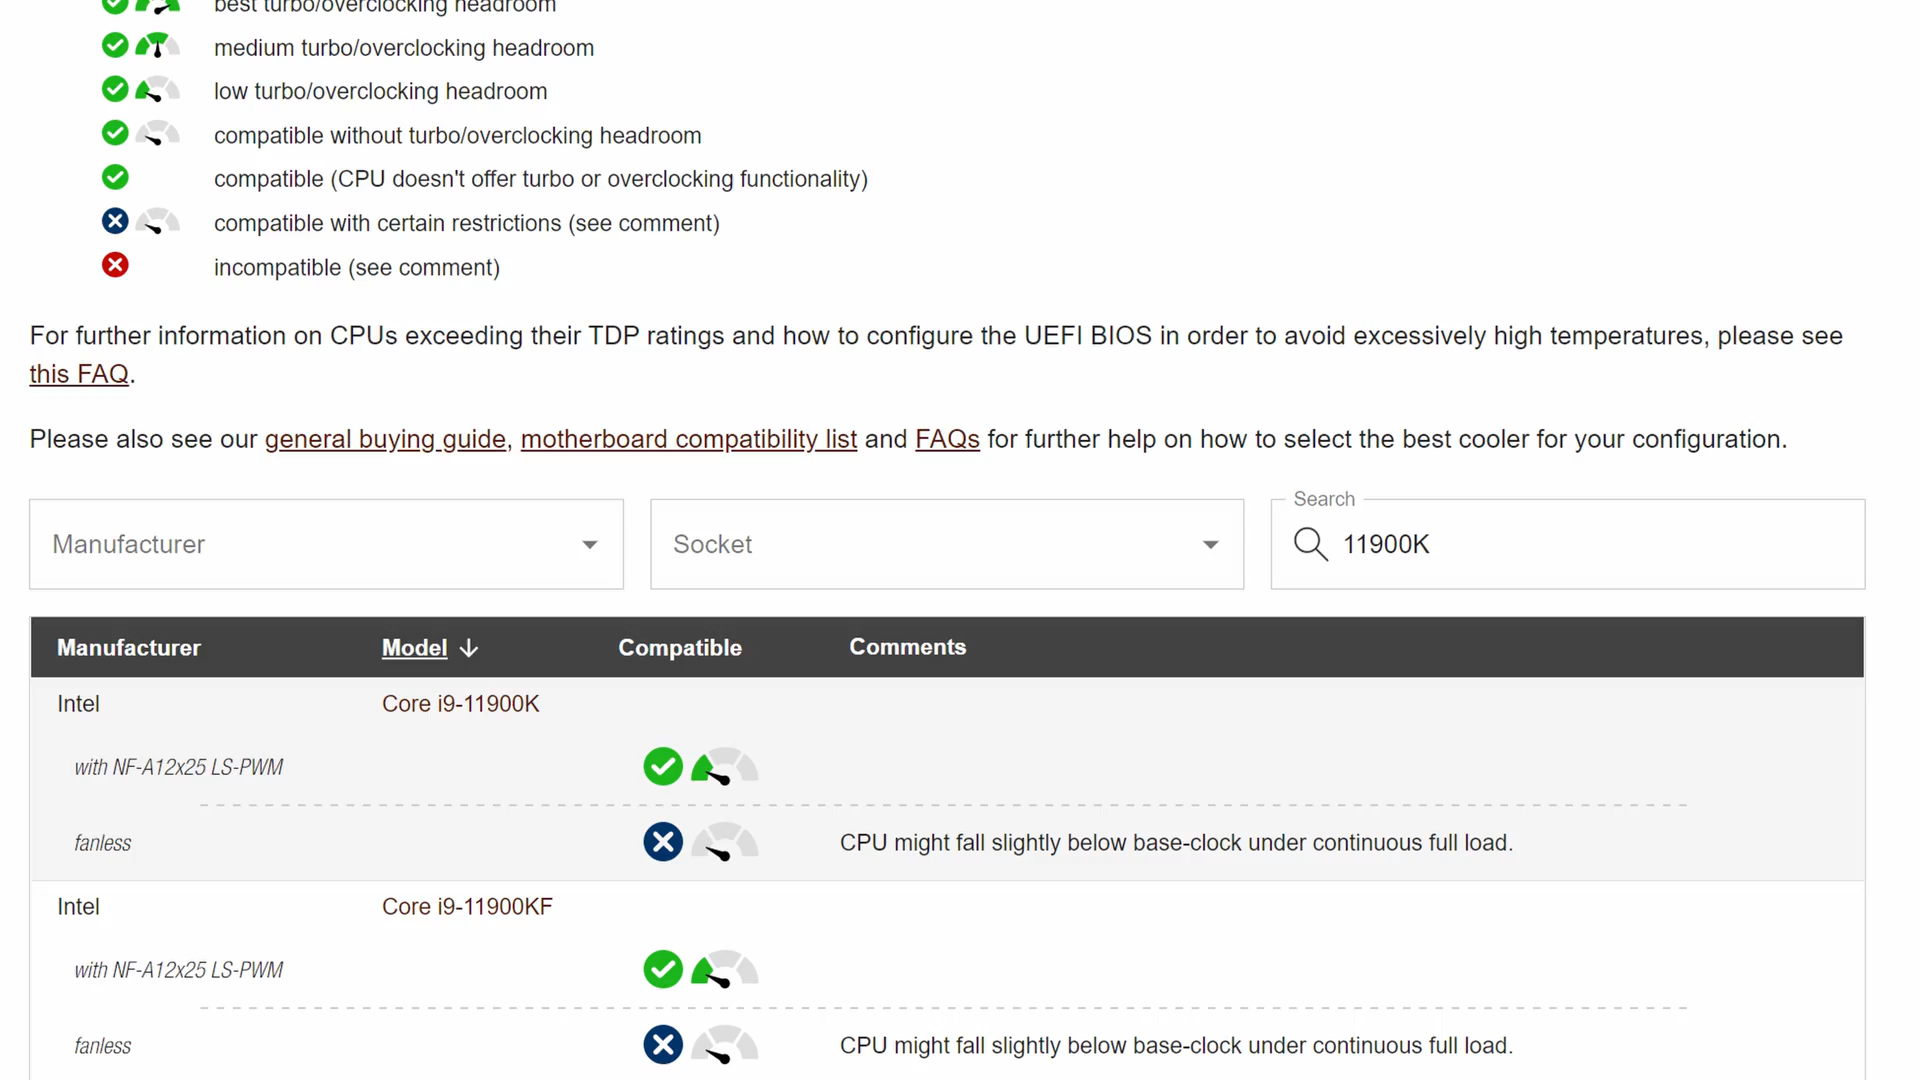 best turbo/overclocking headroom
medium turbo/overclocking headroom
low turbo/overclocking headroom
compatible without turbo/overclocking headroom
compatible (CPU doesn't offer turbo or overclocking functionality)
compatible with certain restrictions (see comment)
incompatible (see comment)
For further information on CPUs exceeding their TDP ratings and how to configure the UEFI BIOS in order to avoid excessively high temperatures, please see
this FAQ.
Please also see our general buying guide, motherboard compatibility list and FAQs for further help on how to select the best cooler for your configuration.
Search
Manufacturer Socket 11900K
Manufacturer Model Compatible Comments
Intel Core i9-11900K
with NF-A12x25 LS-PWM
fanless CPU might fall slightly below base-clock under continuous full load.
Intel Core i9-11900KF
with NF-A12x25 LS-PWM
fanless CPU might fall slightly below base-clock under continuous full load.